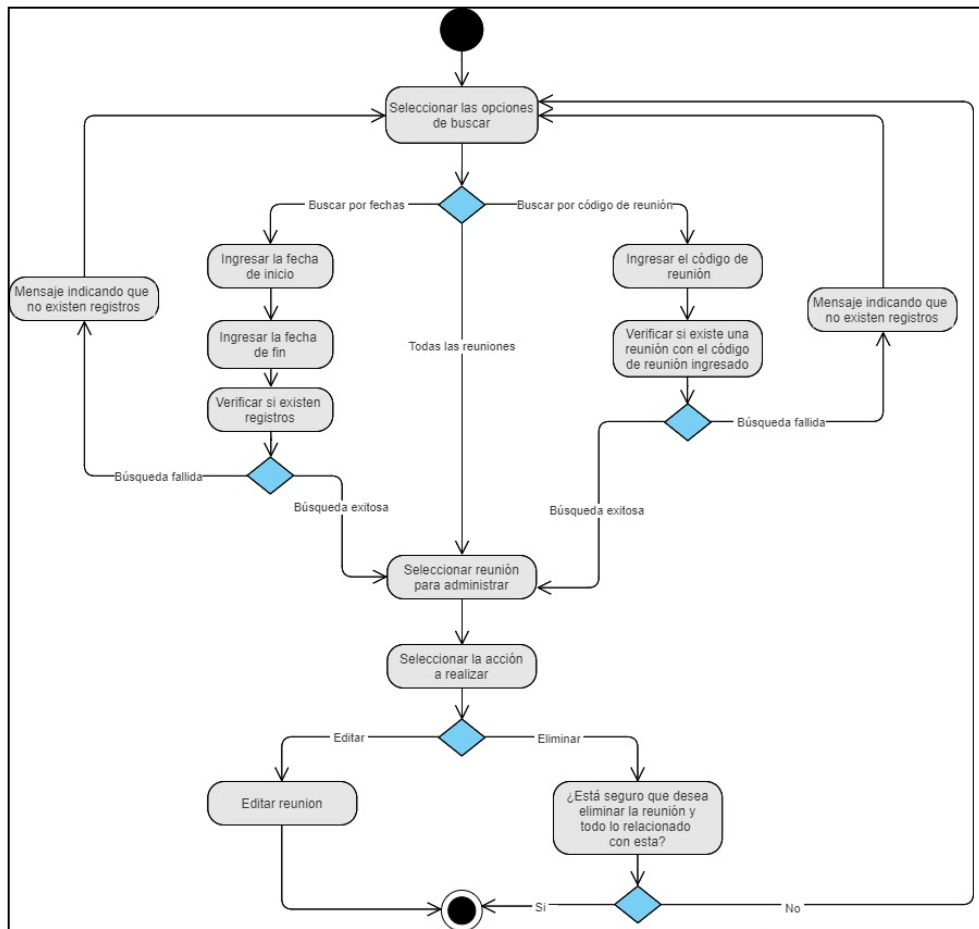 Seleccionar las opciones
de buscar
Buscar por fechas
Buscar por código de reunión
Ingresar la fecha
de inicio
Ingresar el código de
reunión
Mensaje indicando que
no existen registros
Mensaje indicando que
no existen registros
Ingresar la fecha
de fin
Todas las reuniones
Verificar si existe una
reunión con el código
de reunión ingresado
Verificar si existen
registros
Búsqueda fallida
Búsqueda fallida
Búsqueda exitosa
Búsqueda exitosa
Seleccionar reunión
para administrar
Seleccionar la acción
a realizar
Editar
Eliminar
Editar reunion
¿Está seguro que desea
eliminar la reunión y
todo lo relacionado
con esta?
Si
No